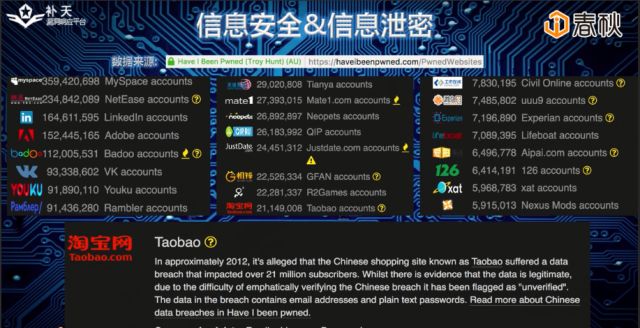 补天
漏洞响应平台
信息安全&信息泄密
春秋
数据来源:
Have I Been Pwned (Troy Hunt) (AU)
https://haveibeenpwned.com/PwnedWebsites
myspace 359,420,698 MySpace accounts
234,842,089 NetEase accounts ?
in 164,611,595 LinkedIn accounts
152,445,165 Adobe accounts
badoo 112,005,531 Badoo accounts ?
93,338,602 VK accounts
YOUKU 91,890,110 Youku accounts
Рамблер/ 91,436,280 Rambler accounts
29,020,808 Tianya accounts
mate1 27,393,015 Mate1.com accounts
neopets 26,892,897 Neopets
QIP.RU 26,183,992 QIP accounts
JustDate 24,451,312 Justdate.com accounts
机锋 22,526,334 GFAN accounts ?
22,281,337 R2Games accounts
淘宝网 21,149,008 Taobao accounts ?
7,830,195 Civil Online accounts ?
7,485,802 uuu9 accounts ?
Experian 7,196,890 Experian accounts ?
7,089,395 Lifeboat accounts
6,496,778 Aipai.com accounts ?
126 6,414,191 126 accounts ?
xat 5,968,783 xat accounts
5,915,013 Nexus Mods accounts
淘宝网
Taobao.com
Taobao ?
In approximately 2012, it's alleged that the Chinese shopping site known as Taobao suffered a data
breach that impacted over 21 million subscribers. Whilst there is evidence that the data is legitimate,
due to the difficulty of emphatically verifying the Chinese breach it has been flagged as "unverified".
The data in the breach contains email addresses and plain text passwords. Read more about Chinese
data breaches in Have I been pwned.